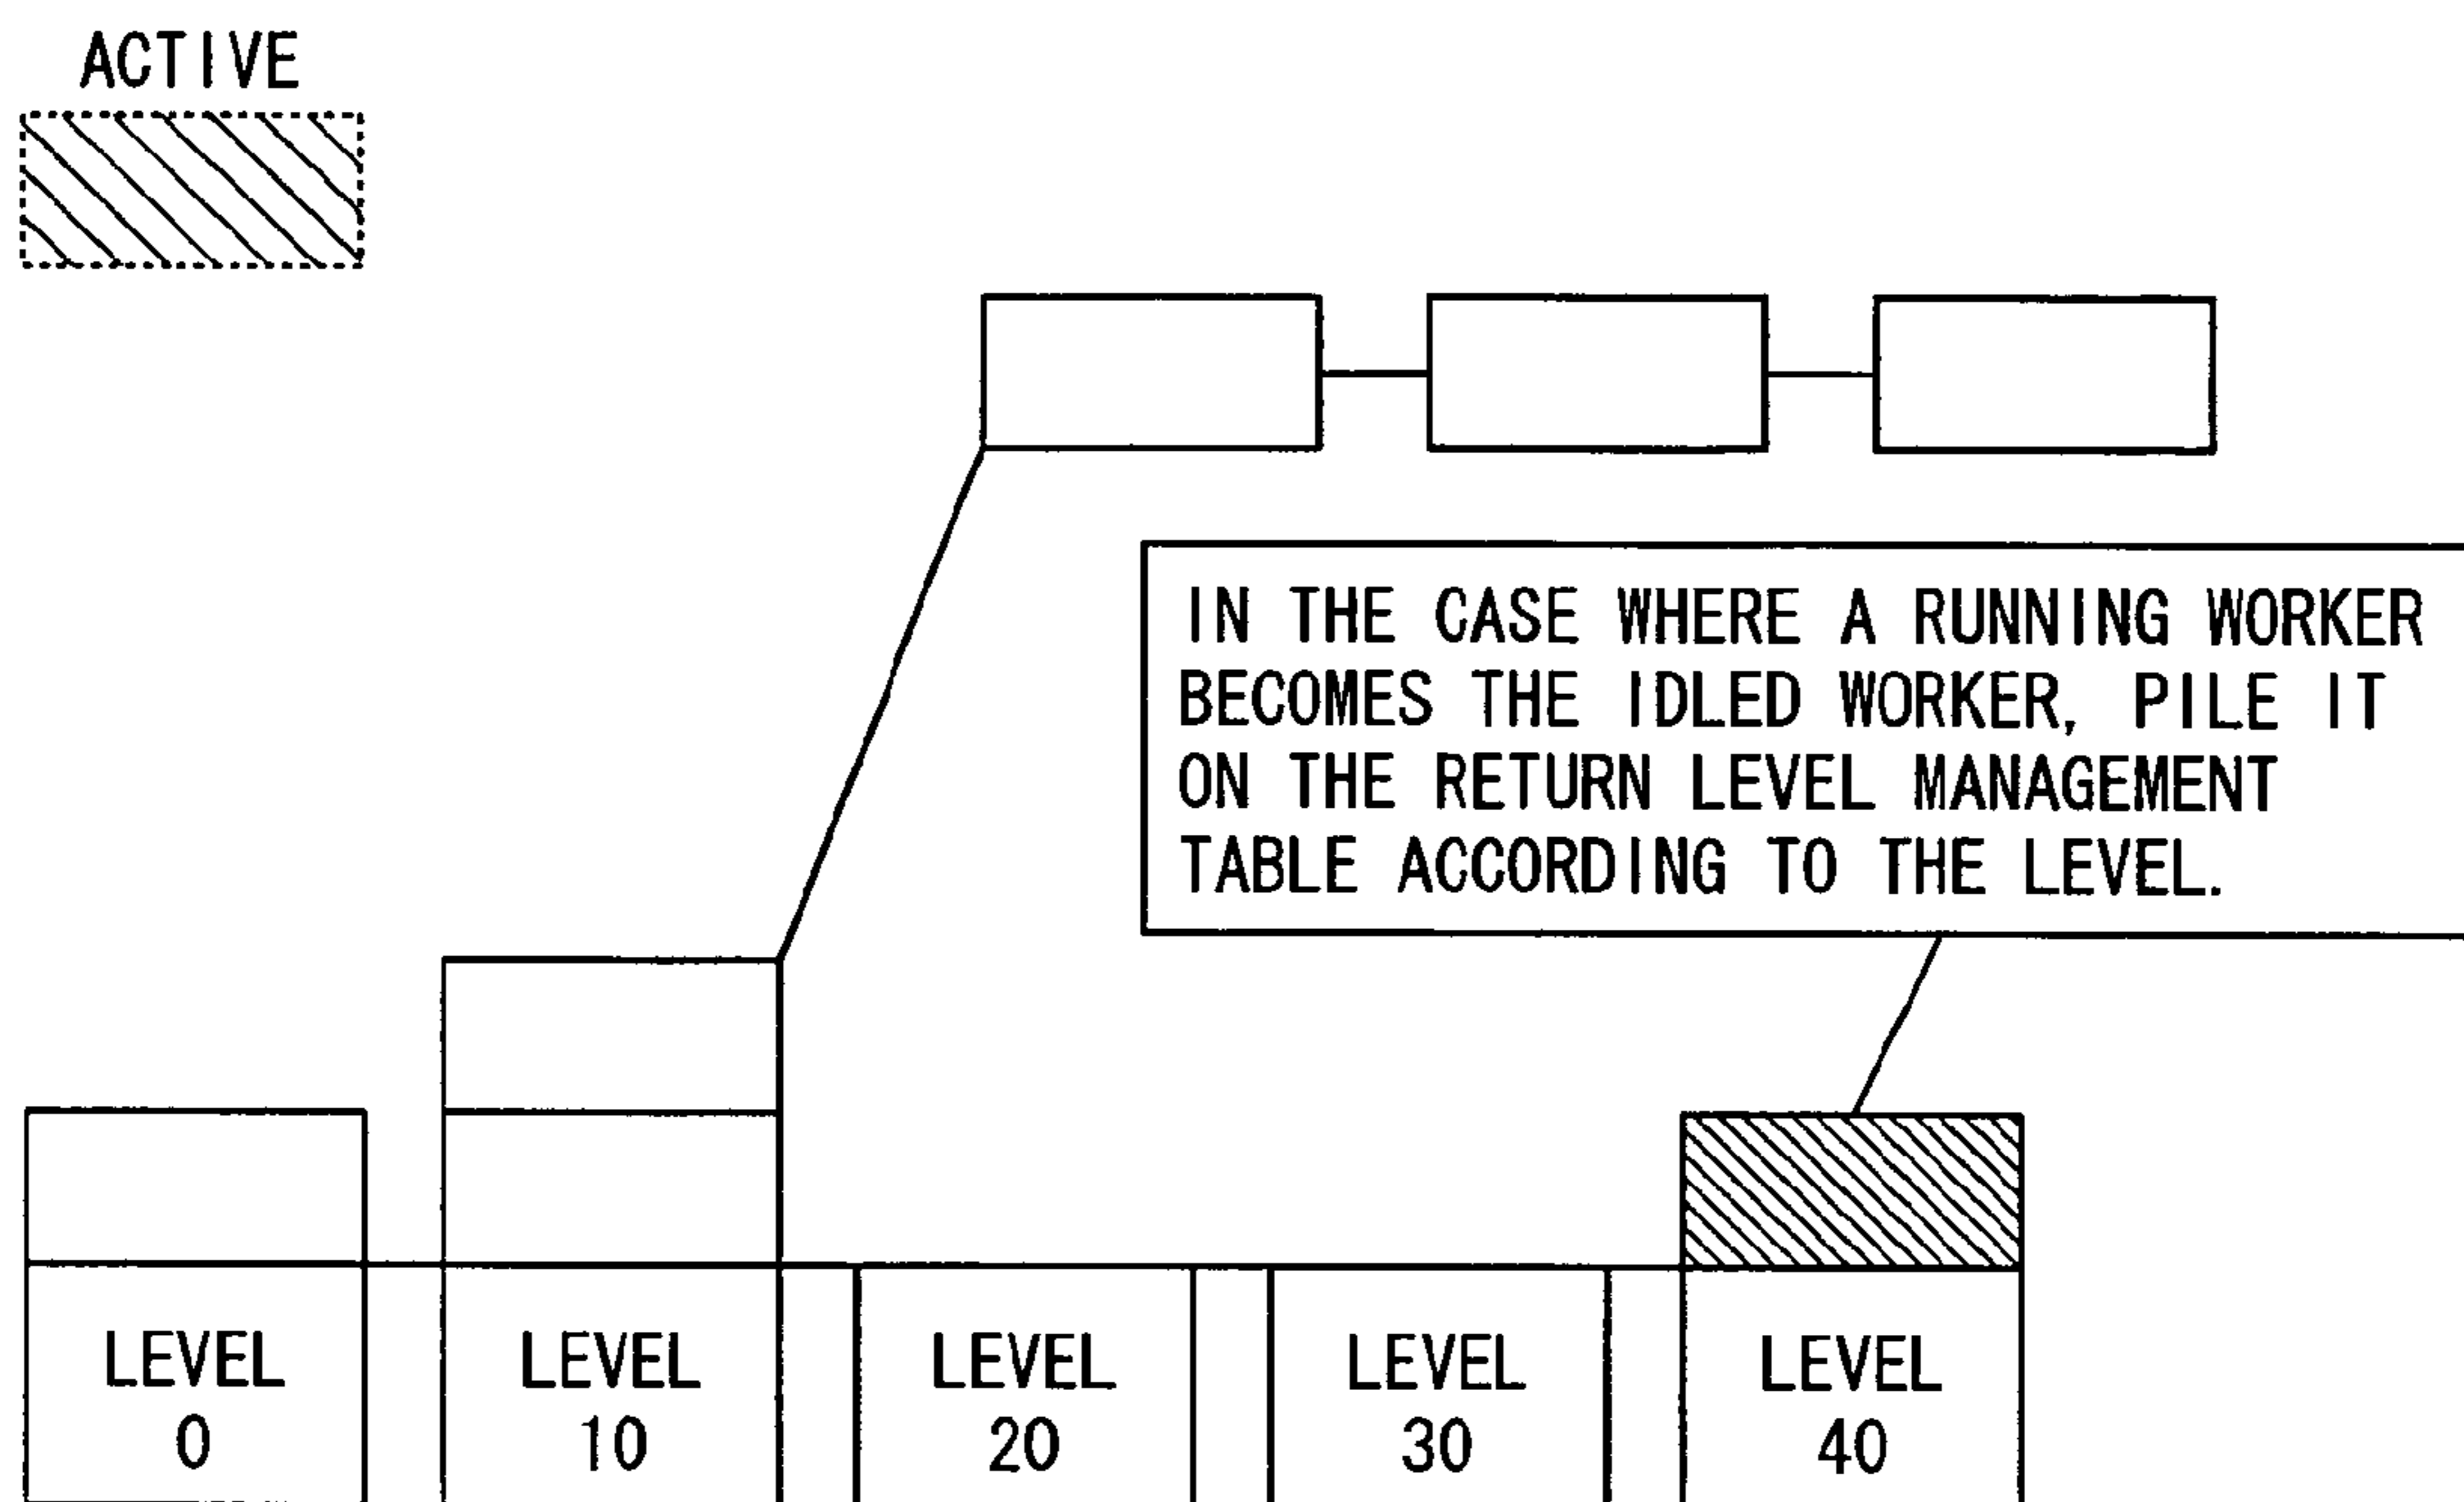 ACTIVE
IN THE CASE WHERE A RUNNING WORKER
BECOMES THE IDLED WORKER, PILE IT
ON THE RETURN LEVEL MANAGEMENT
TABLE ACCORDING TO THE LEVEL.
LEVEL
0
LEVEL
10
LEVEL
20
LEVEL
30
LEVEL
40